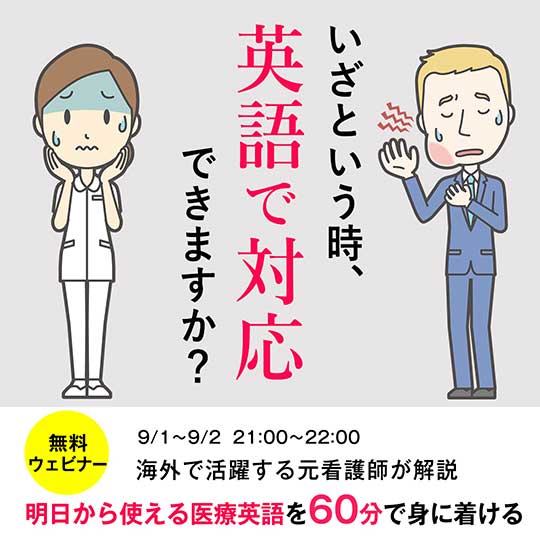 いざという時、
英語で対応
できますか?
無料
ウェビナー
9/1~9/2 21:00~22:00
海外で活躍する元看護師が解説
明日から使える医療英語を60分で身に着ける